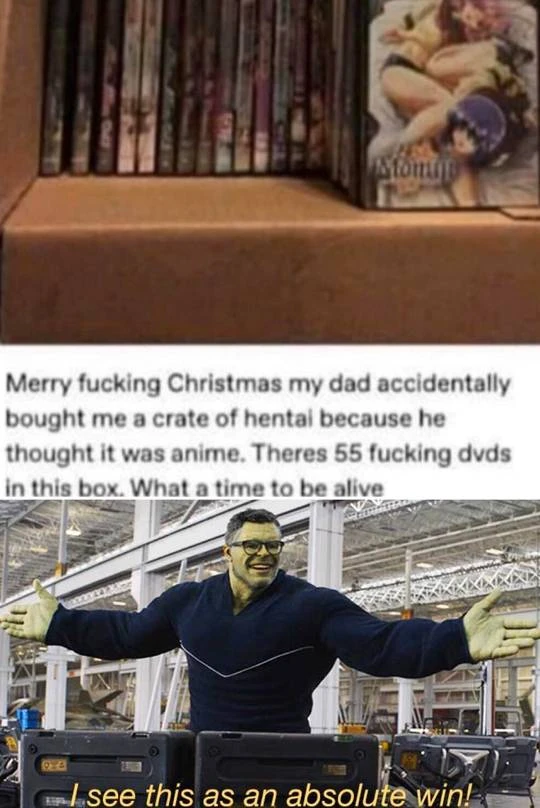 Merry fucking Christmas my dad accidentally
bought me a crate of hentai because he
thought it was anime. Theres 55 fucking dvds
in this box. What a time to be alive
I see this as an absolute win!